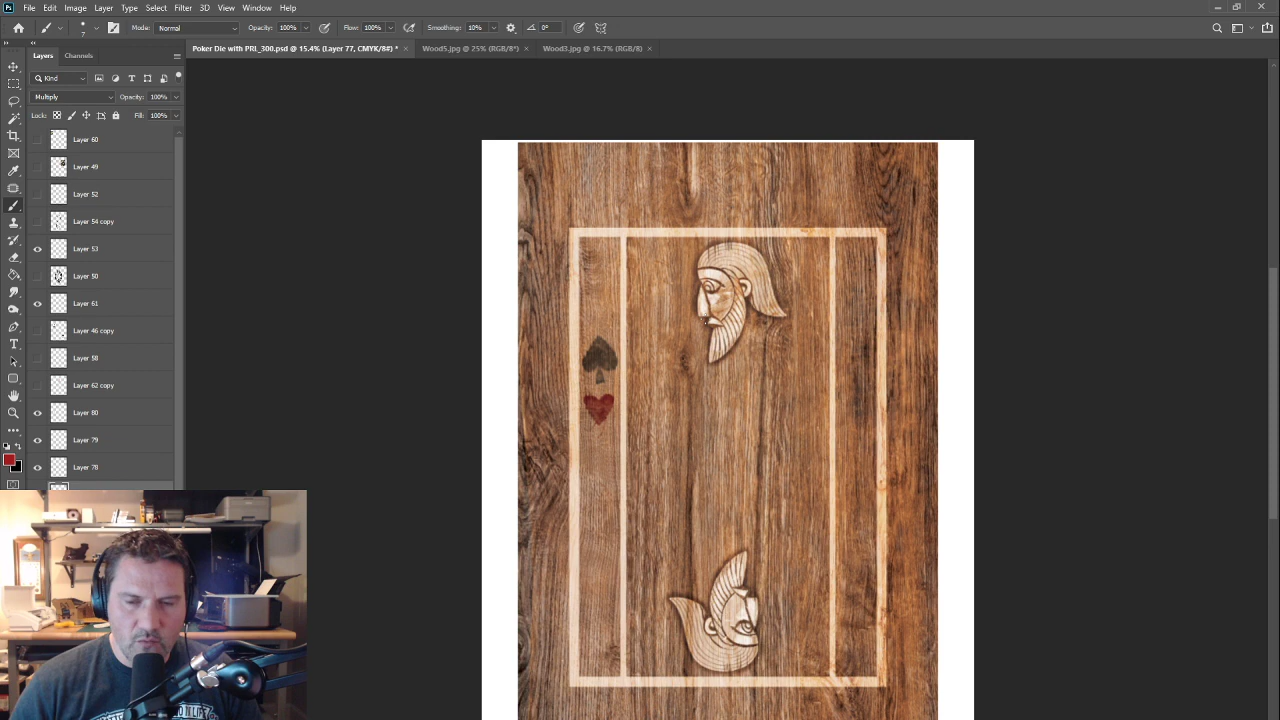 File Edit Image Layer Type Select Filter 3D View Window Help
Mode: Normal Opacity: 100% Flow: 100% Smoothing: 10% 0°
Poker Die with PRL_300.psd @ 15.4% (Layer 77, CMYK/8#) * × Wood5.jpg @ 25% (RGB/8*) × Wood3.jpg @ 16.7% (RGB/8) ×
Layers Channels
Kind
Multiply Opacity: 100%
Lock: Fill: 100%
Layer 60
Layer 49
Layer 52
Layer 54 copy
Layer 53
Layer 50
Layer 61
Layer 46 copy
Layer 58
Layer 62 copy
Layer 80
Layer 79
Layer 78